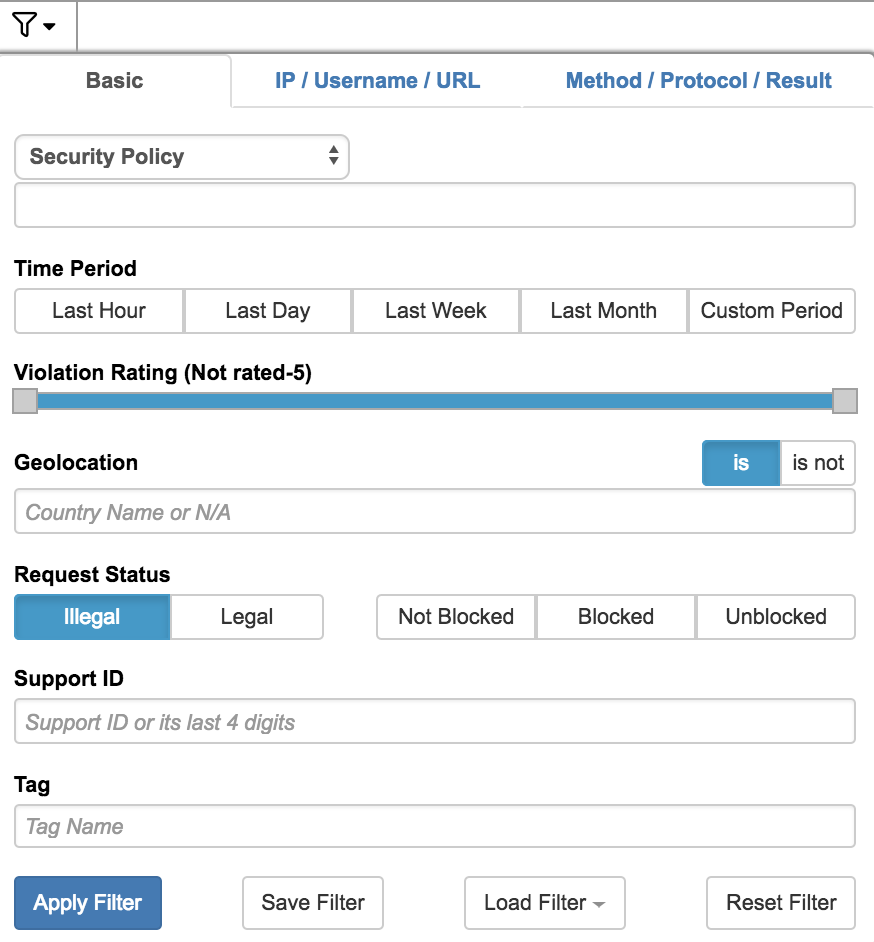 Basic IP / Username / URL Method / Protocol / Result
Security Policy
Time Period
Last Hour Last Day Last Week Last Month Custom Period
Violation Rating (Not rated-5)
Geolocation is is not
Country Name or N/A
Request Status
Illegal Legal Not Blocked Blocked Unblocked
Support ID
Support ID or its last 4 digits
Tag
Tag Name
Apply Filter Save Filter Load Filter Reset Filter